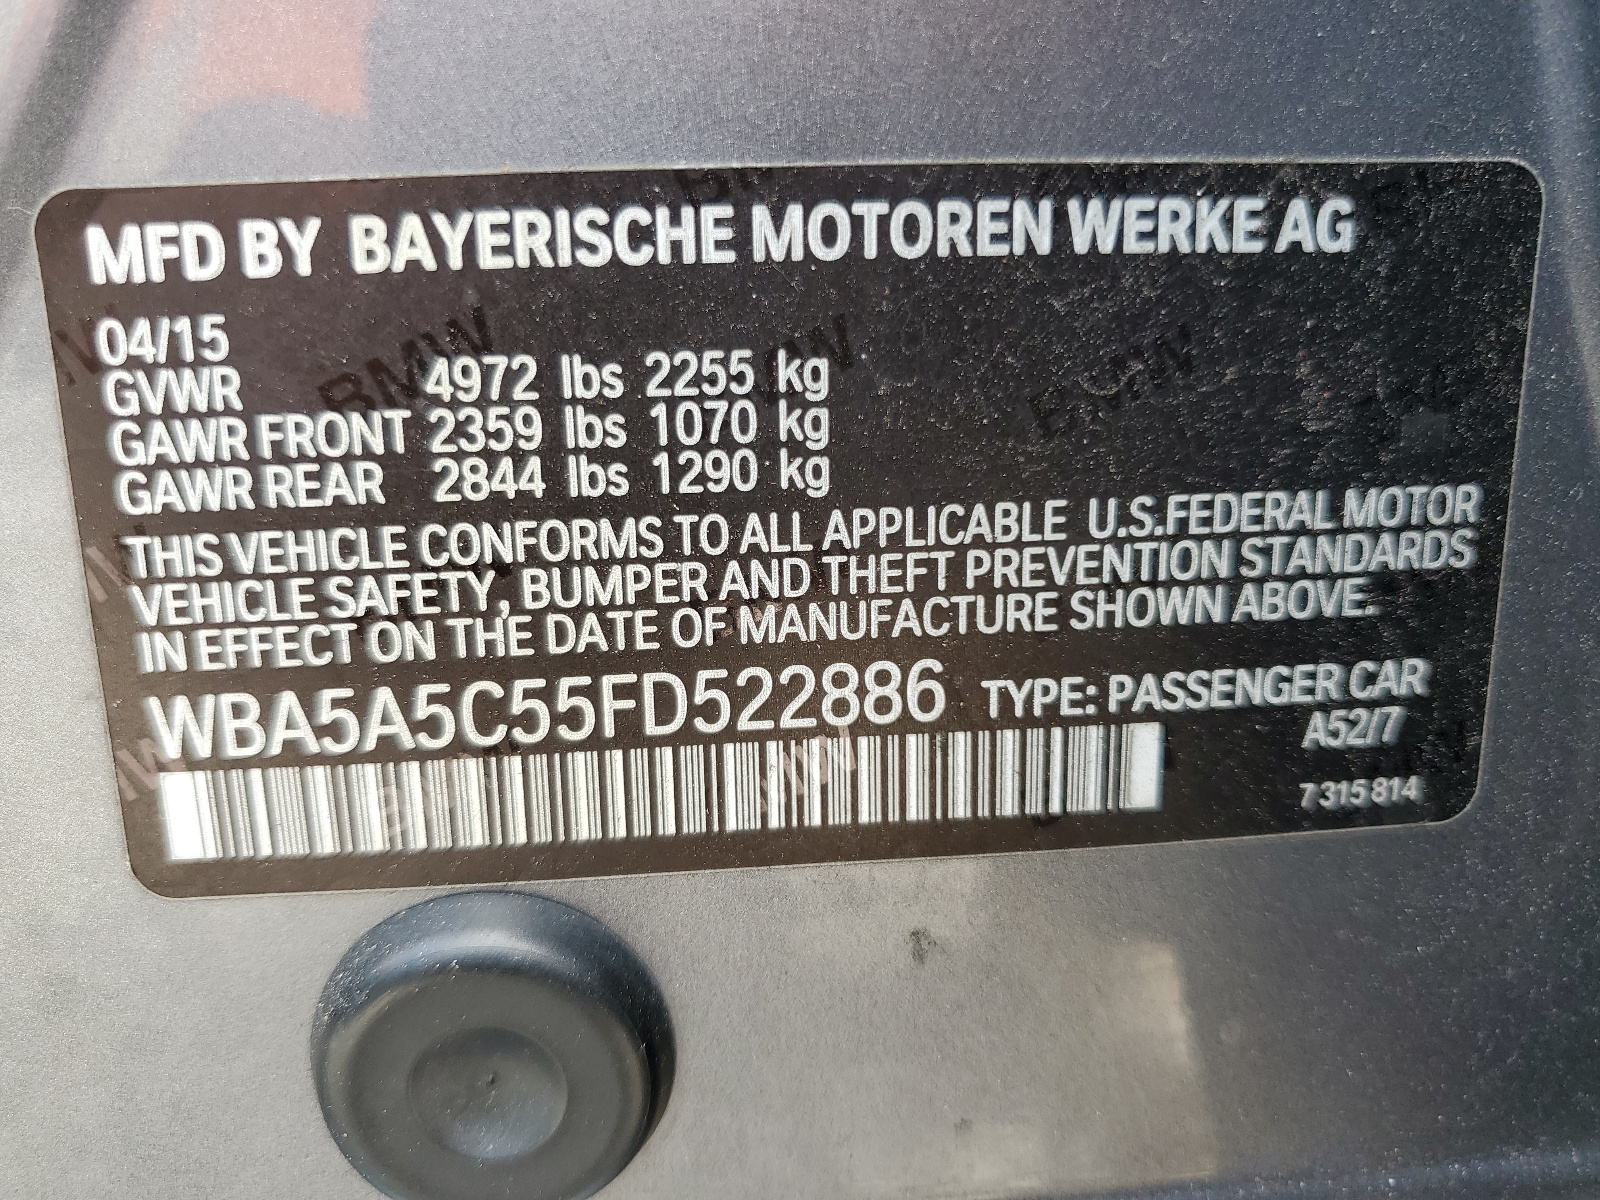 MFD BY BAYERISCHE MOTOREN WERKE AG
04/15
GVWR 4972 lbs 2255 kg
GAWR FRONT 2359 lbs 1070 kg
GAWR REAR 2844 lbs 1290 kg
THIS VEHICLE CONFORMS TO ALL APPLICABLE U.S.FEDERAL MOTOR
VEHICLE SAFETY, BUMPER AND THEFT PREVENTION STANDARDS
IN EFFECT ON THE DATE OF MANUFACTURE SHOWN ABOVE.
WBA5A5C55FD522886 TYPE: PASSENGER CAR
A52/7
7 315 814